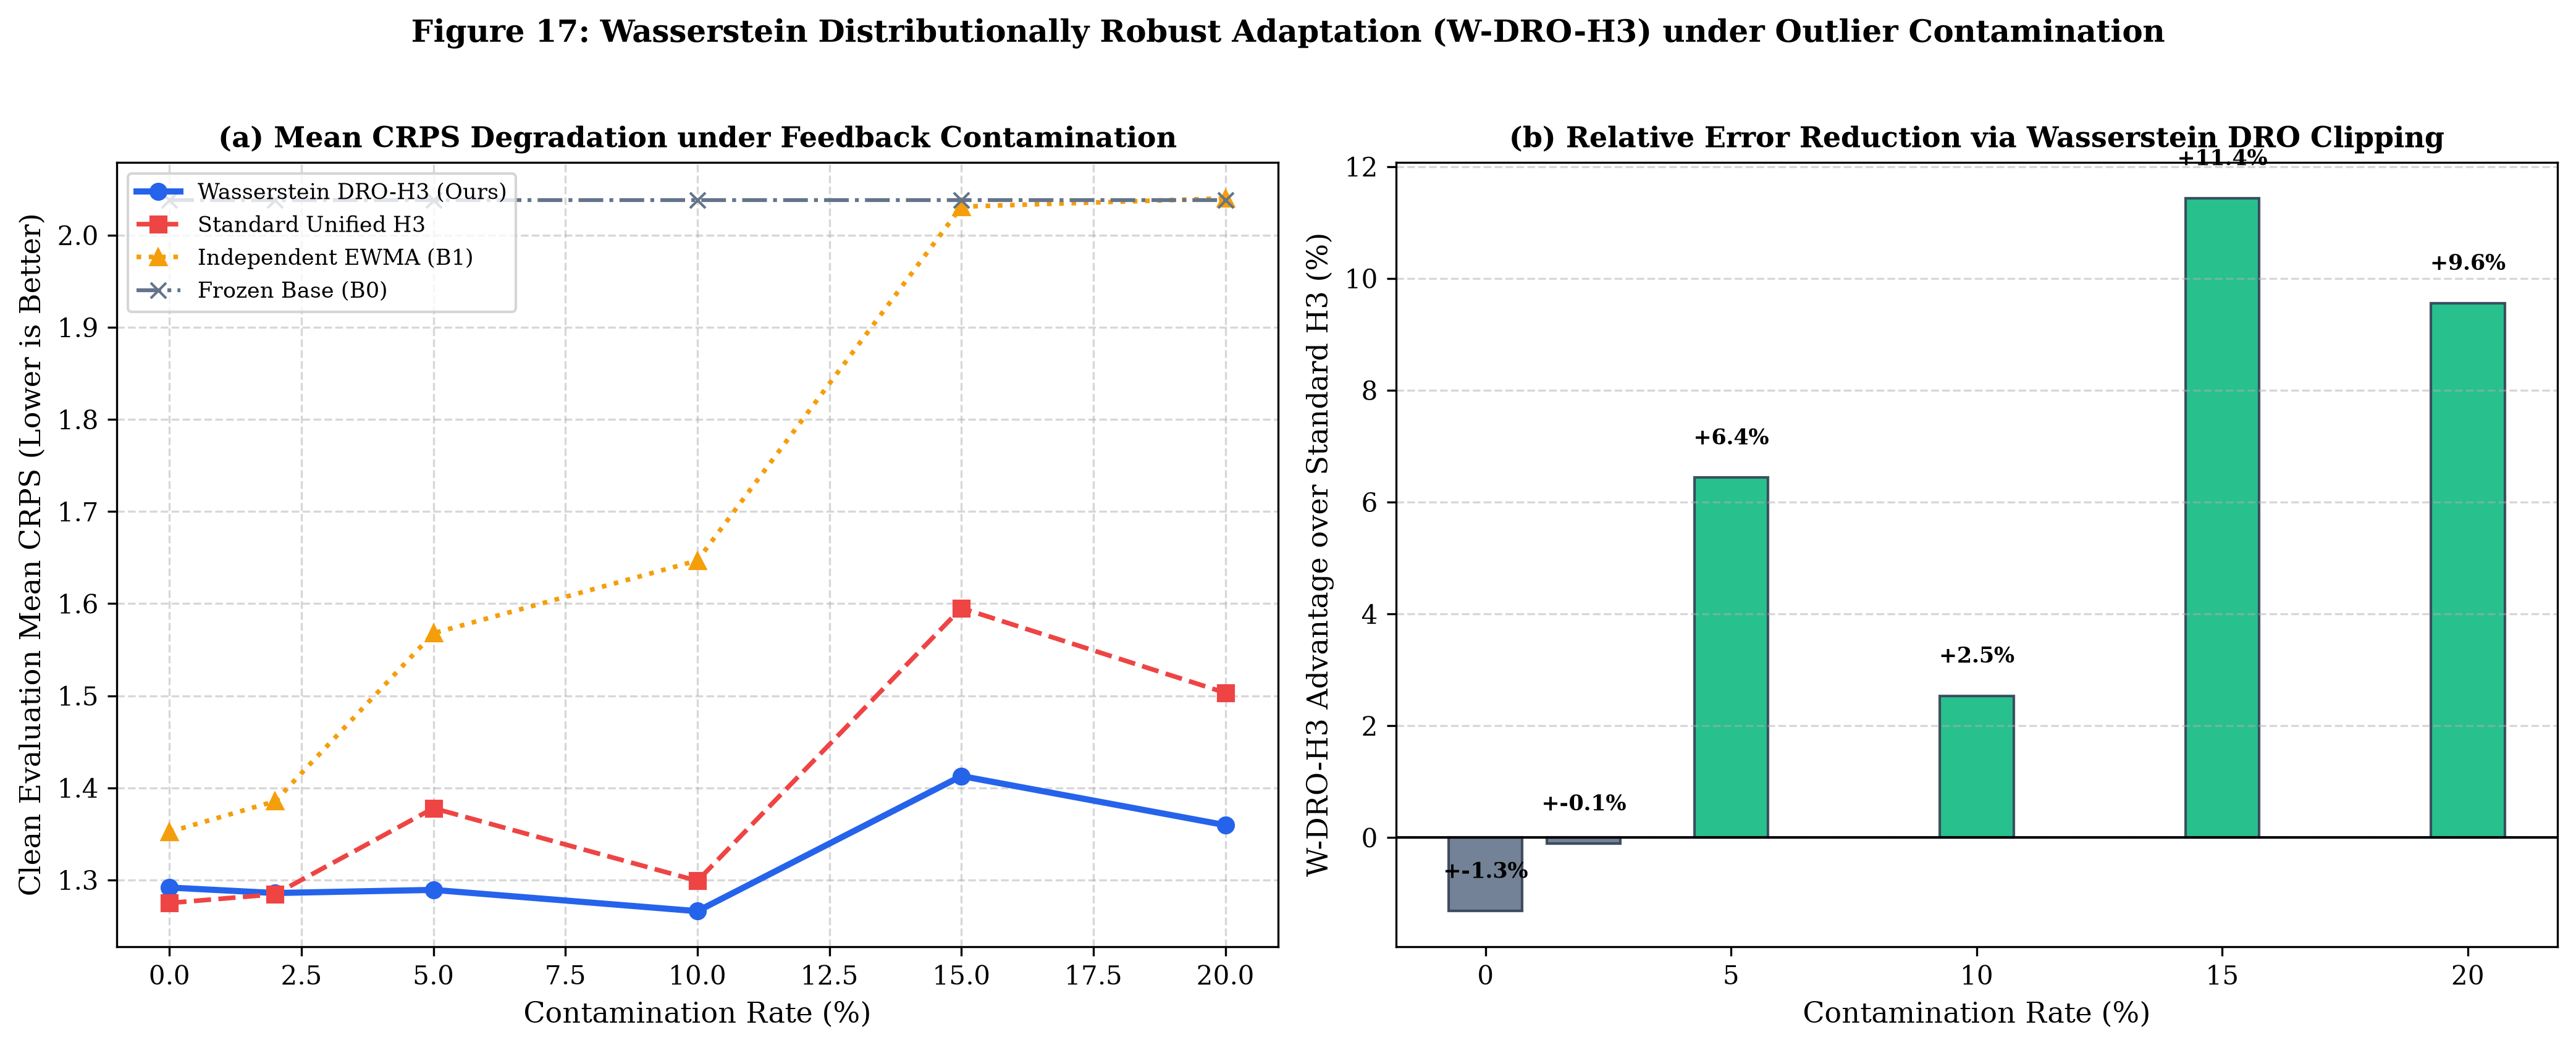 Figure 17: Wasserstein Distributionally Robust Adaptation (W-DRO-H3) under Outlier Contamination
(a) Mean CRPS Degradation under Feedback Contamination
Clean Evaluation Mean CRPS (Lower is Better)
2.0
1.9
1.8
1.7
1.6
1.5
1.4
1.3
Wasserstein DRO-H3 (Ours)
Standard Unified H3
Independent EWMA (B1)
Frozen Base (B0)
0.0 2.5 5.0 7.5 10.0 12.5 15.0 17.5 20.0
Contamination Rate (%)
(b) Relative Error Reduction via Wasserstein DRO Clipping
W-DRO-H3 Advantage over Standard H3 (%)
12
10
8
6
4
2
0
+-1.3%
+-0.1%
+6.4%
+2.5%
+11.4%
+9.6%
0 5 10 15 20
Contamination Rate (%)